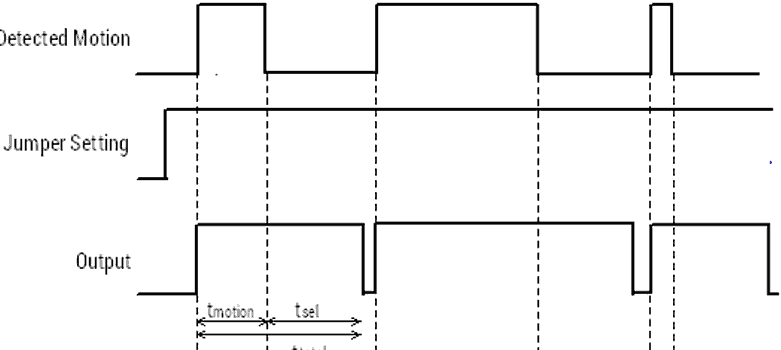 Detected Motion
Jumper Setting
Output
tmotion tsel